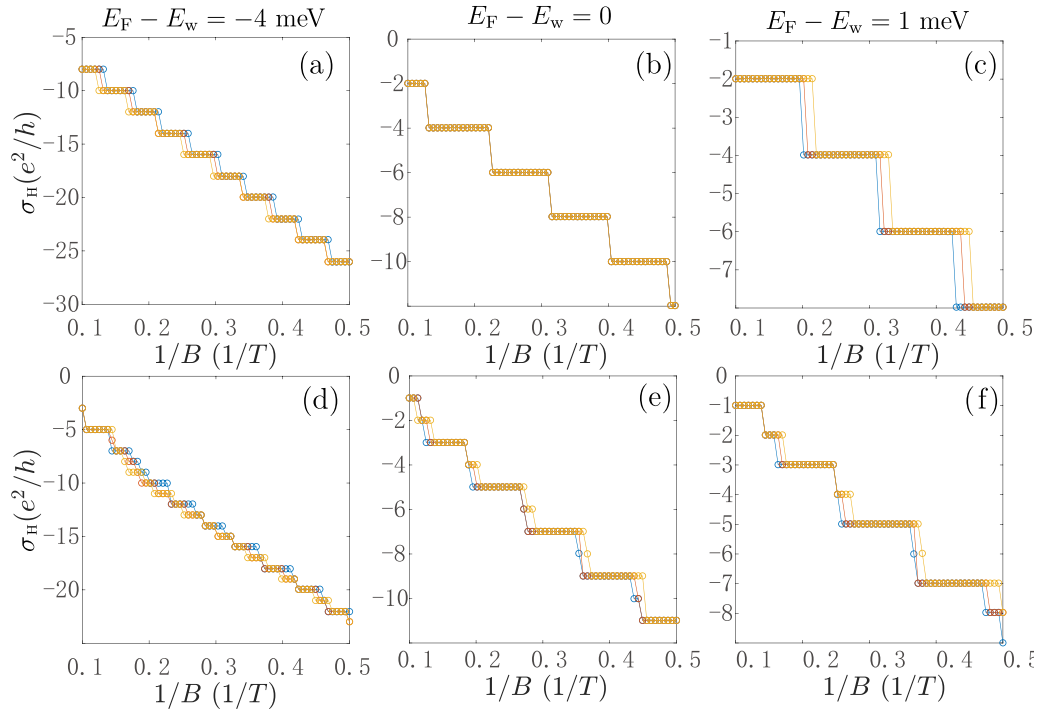 E_F − E_w = −4 meV
E_F − E_w = 0
E_F − E_w = 1 meV
(a)
−5
−10
−15
−20
−25
−30
σ_H(e²/h)
0.1 0.2 0.3 0.4 0.5
1/B (1/T)
(b)
0
−2
−4
−6
−8
−10
0.1 0.2 0.3 0.4 0.5
1/B (1/T)
(c)
−1
−2
−3
−4
−5
−6
−7
0.1 0.2 0.3 0.4 0.5
1/B (1/T)
(d)
0
−5
−10
−15
−20
σ_H(e²/h)
0.1 0.2 0.3 0.4 0.5
1/B (1/T)
(e)
0
−2
−4
−6
−8
−10
0.1 0.2 0.3 0.4 0.5
1/B (1/T)
(f)
0
−1
−2
−3
−4
−5
−6
−7
−8
0.1 0.2 0.3 0.4 0.5
1/B (1/T)